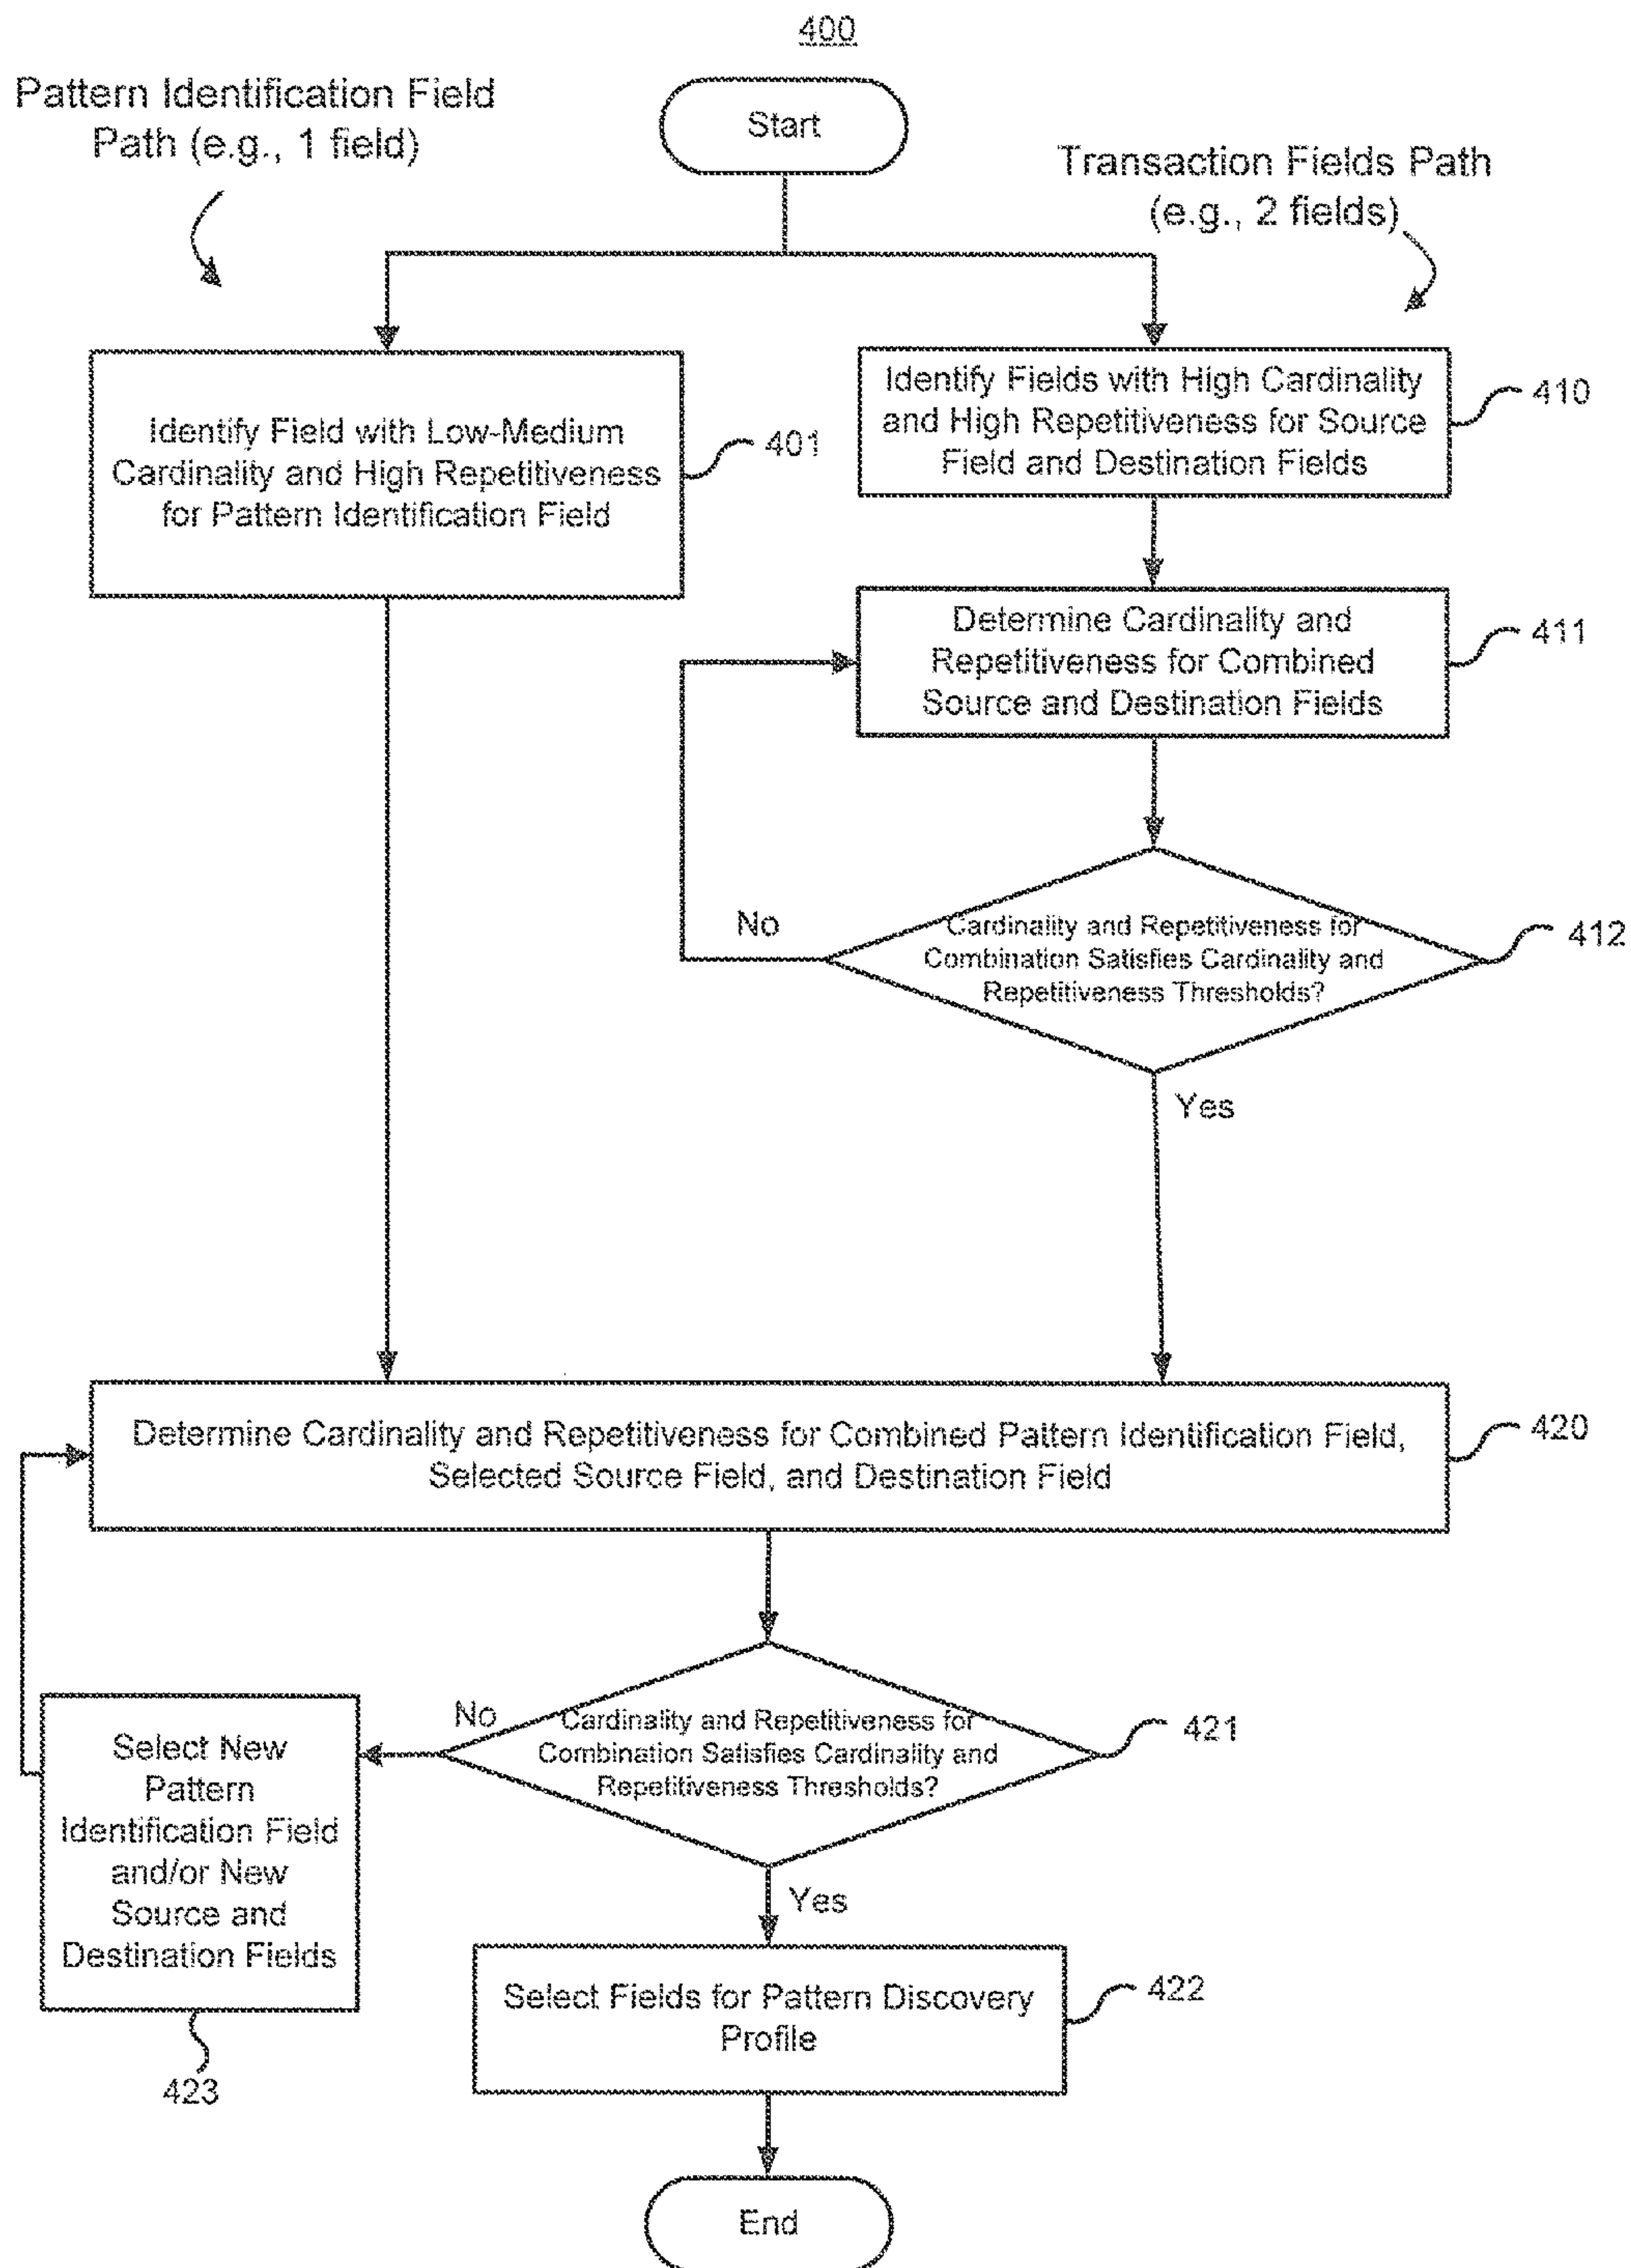 400
Pattern Identification Field
Path (e.g., 1 field)
Start
Transaction Fields Path
(e.g., 2 fields)
Identify Field with Low-Medium
Cardinality and High Repetitiveness
for Pattern Identification Field
401
Identify Fields with High Cardinality
and High Repetitiveness for Source
Field and Destination Fields
410
Determine Cardinality and
Repetitiveness for Combined
Source and Destination Fields
411
No
Cardinality and Repetitiveness for
Combination Satisfies Cardinality and
Repetitiveness Thresholds?
412
Yes
Determine Cardinality and Repetitiveness for Combined Pattern Identification Field,
Selected Source Field, and Destination Field
420
No
Cardinality and Repetitiveness for
Combination Satisfies Cardinality and
Repetitiveness Thresholds?
421
Select New
Pattern
Identification Field
and/or New
Source and
Destination Fields
423
Yes
Select Fields for Pattern Discovery
Profile
422
End